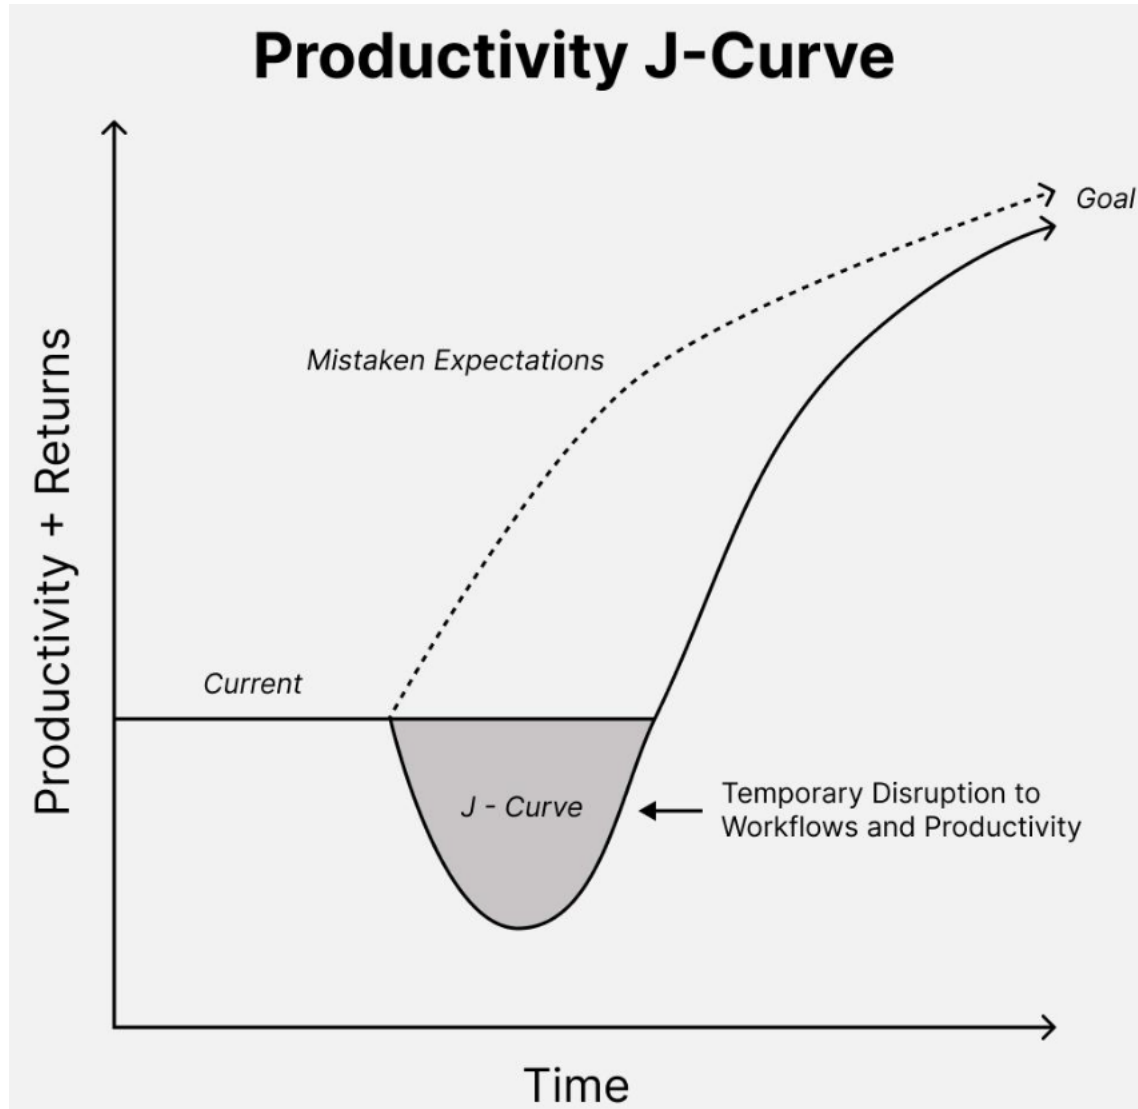 Productivity J-Curve
Goal
Mistaken Expectations
Productivity + Returns
Current
J - Curve
Temporary Disruption to
Workflows and Productivity
Time